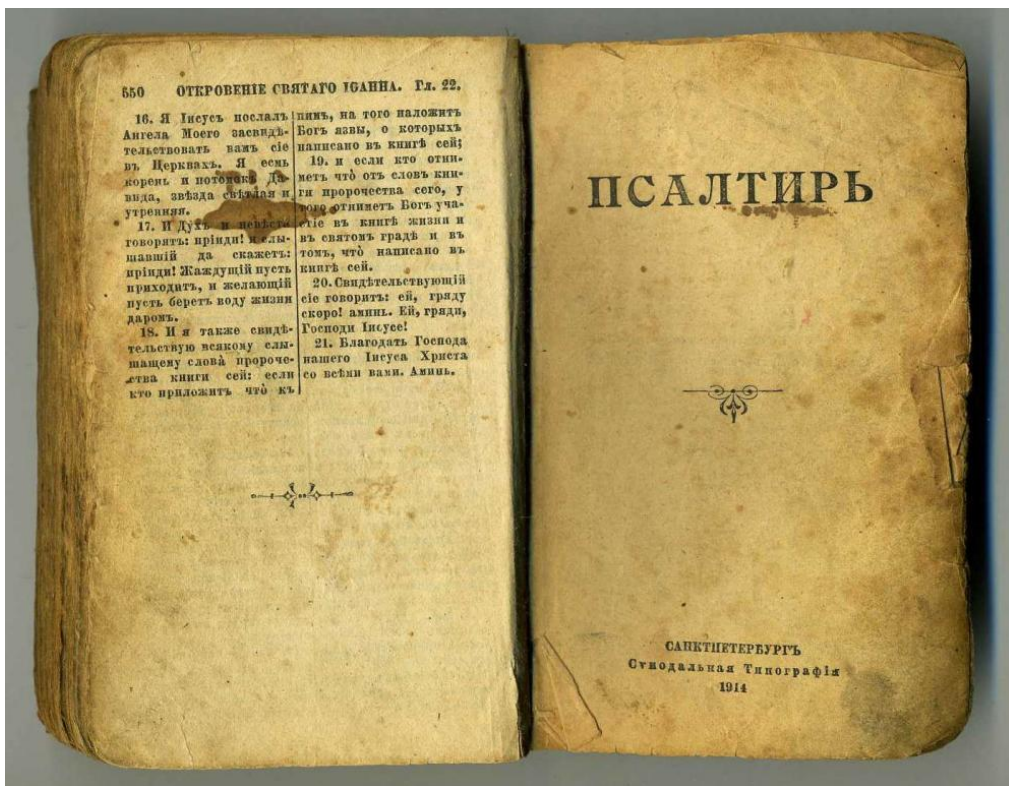 550 ОТКРОВЕНІЕ СВЯТАГО ІОАННА. Гл. 22.
16. Я Іисусъ послалъ
Ангела Моего засвидѣ-
тельствовать вамъ сіе
въ Церквахъ. Я есмь
корень и потомокъ Да-
вида, звѣзда свѣтлая и
утренняя.
17. И Духъ и невѣста
говорятъ: пріиди! и слы-
шавшій да скажетъ:
пріиди! Жаждущій пусть
приходитъ, и желающій
пусть беретъ воду жизни
даромъ.
18. И я также свидѣ-
тельствую всякому слы-
шащему слова̀ пророче-
ства книги сей: если
кто приложитъ что̀ къ
нимъ, на того наложитъ
Богъ язвы, о которыхъ
написано въ книгѣ сей;
19. и если кто отни-
метъ что̀ отъ словъ кни-
ги пророчества сего, у
того отниметъ Богъ уча-
стіе въ книгѣ жизни и
въ святомъ градѣ и въ
томъ, что̀ написано въ
книгѣ сей.
20. Свидѣтельствующій
сіе говоритъ: ей, гряду
скоро! аминь. Ей, гряди,
Господи Іисусе!
21. Благодать Господа
нашего Іисуса Христа
со всѣми вами. Аминь.
ПСАЛТИРЬ
САНКТПЕТЕРБУРГЪ
Сѵнодальная Типографія
1914